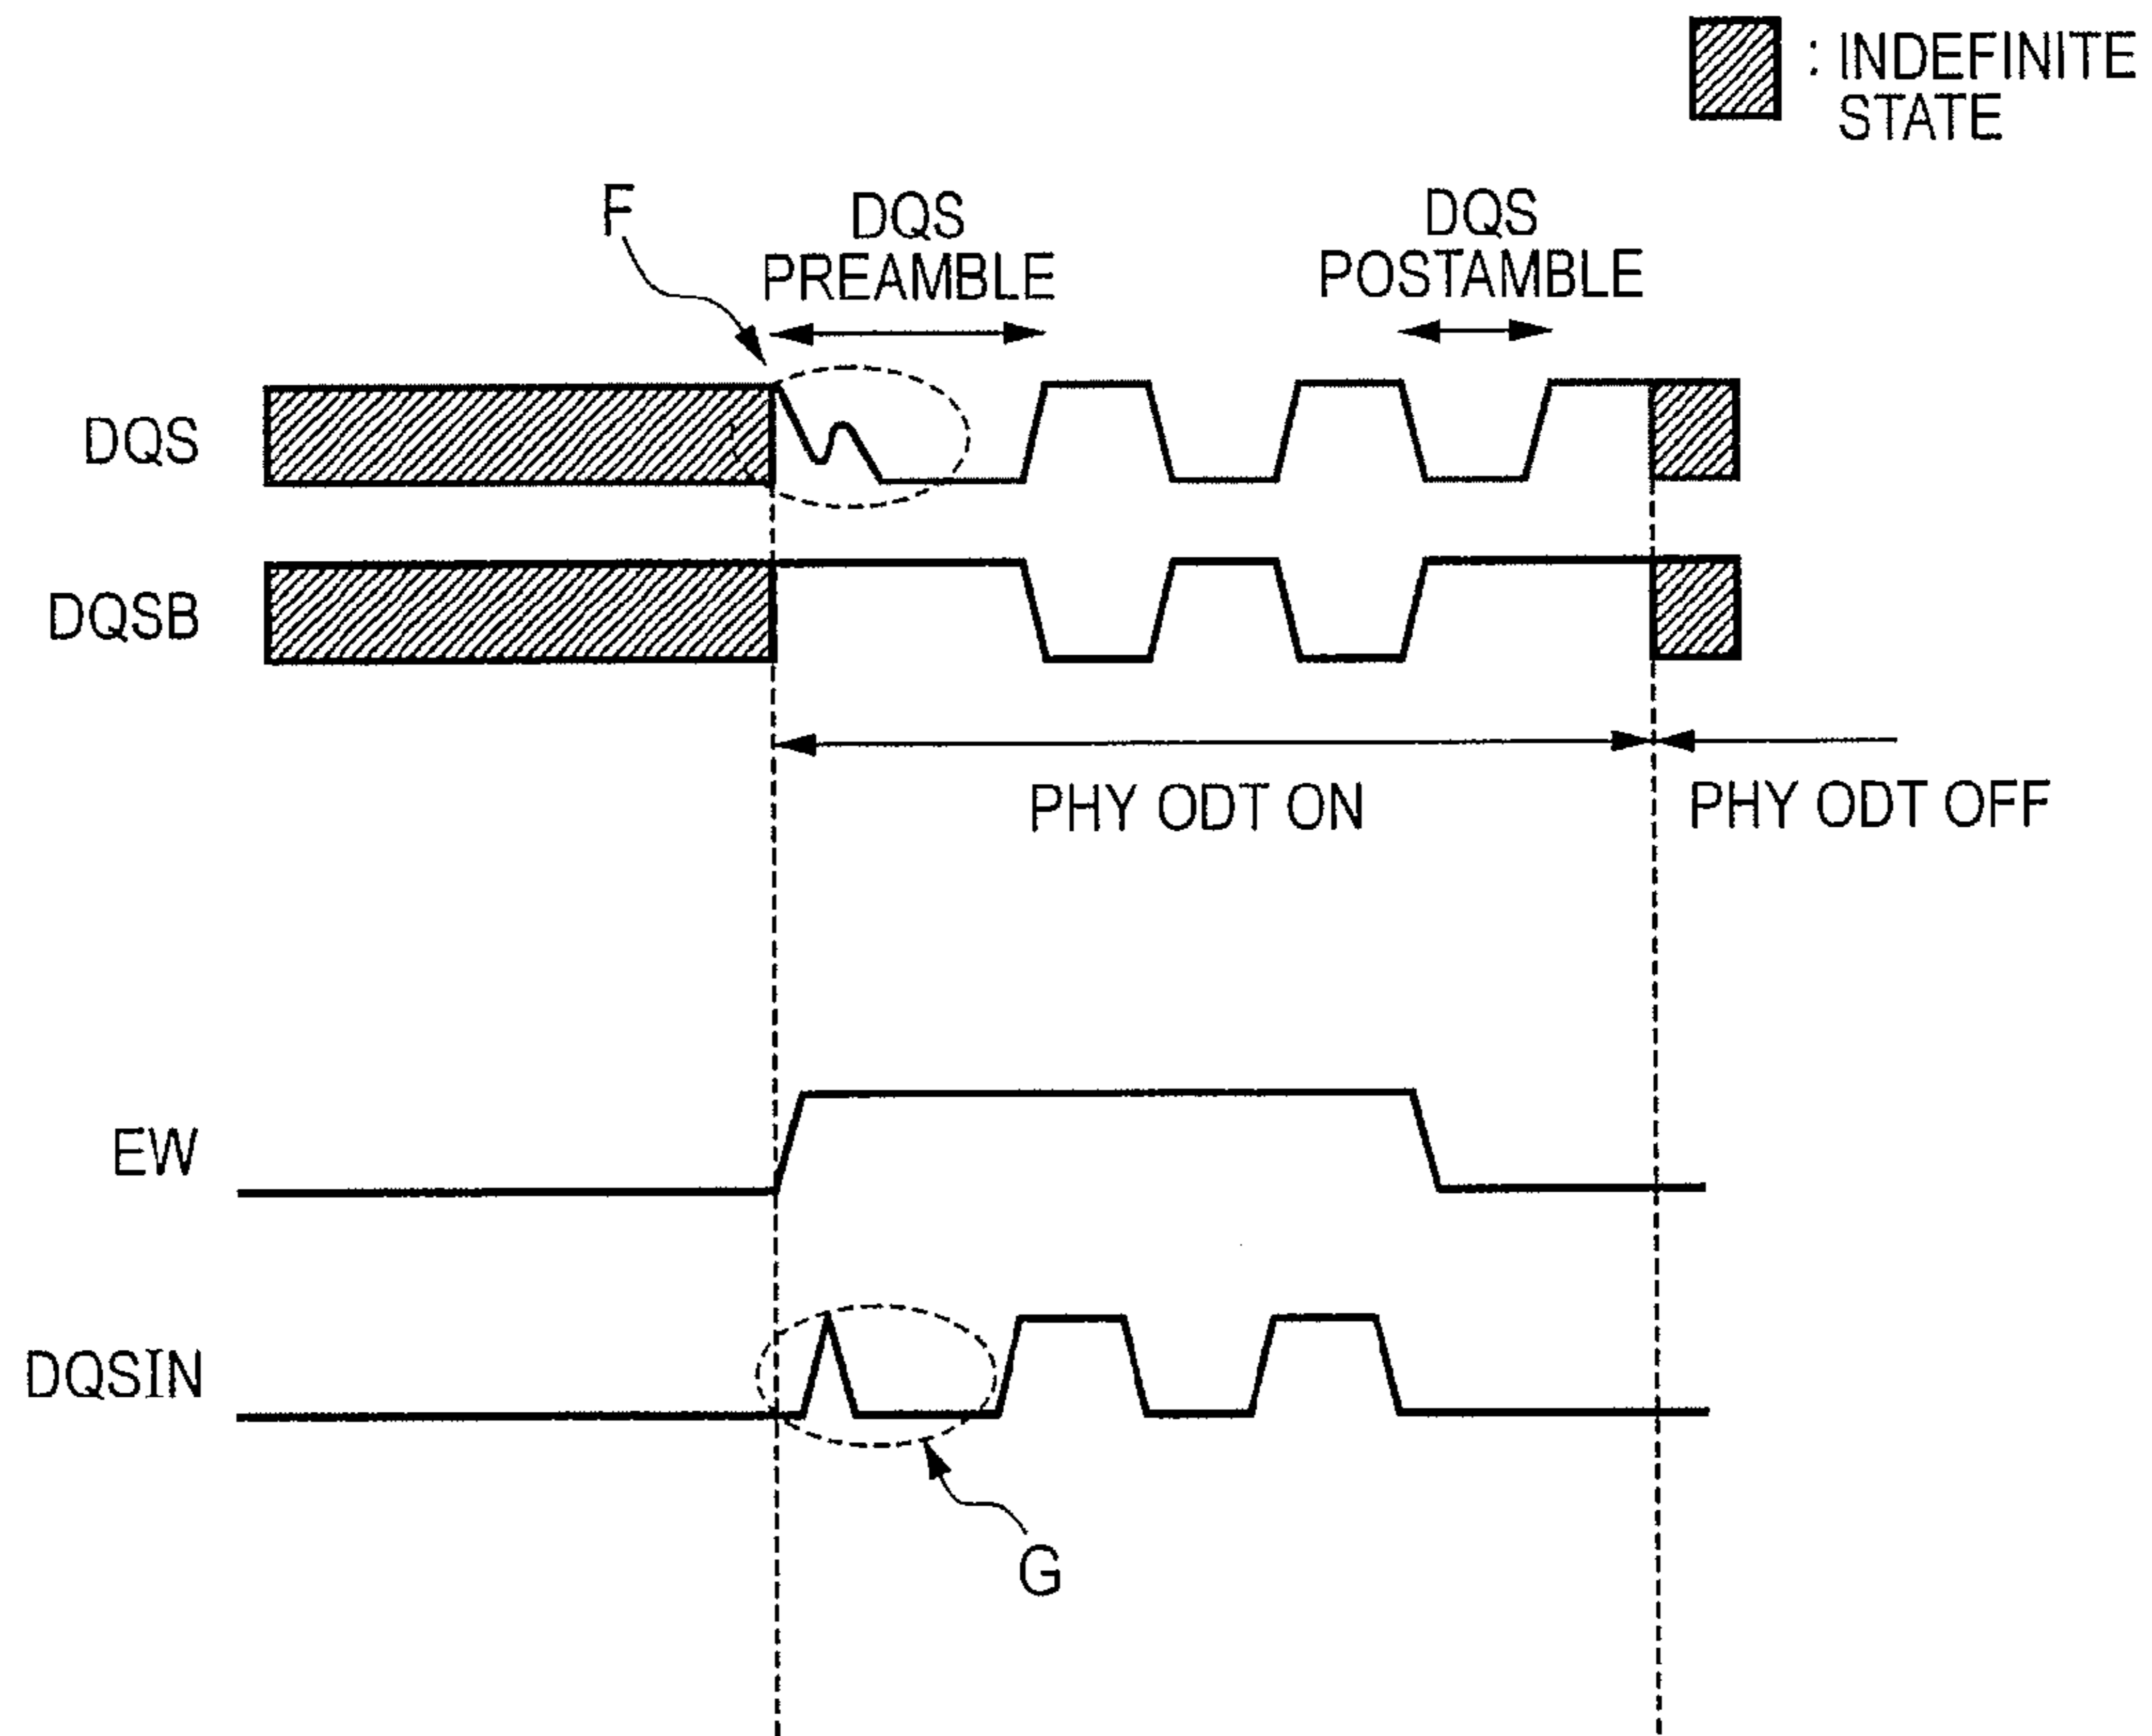 : INDEFINITE
STATE
F
DQS
PREAMBLE
DQS
POSTAMBLE
DQS
DQSB
PHY ODT ON
PHY ODT OFF
EW
DQSIN
G